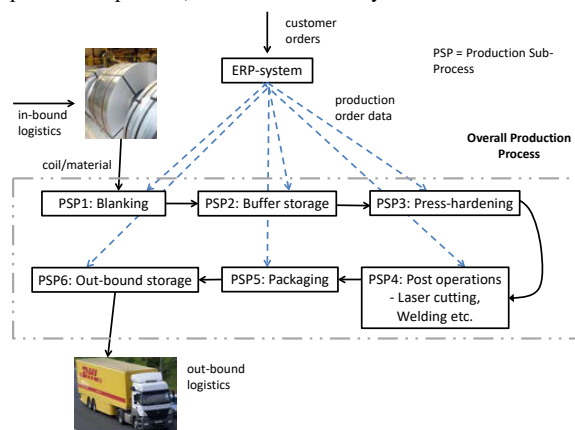 customer
orders
PSP = Production Sub-
Process
ERP-system
production
order data
in-bound
logistics
Overall Production
Process
coil/material
PSP1: Blanking
PSP2: Buffer storage
PSP3: Press-hardening
PSP6: Out-bound storage
PSP5: Packaging
PSP4: Post operations
- Laser cutting,
Welding etc.
DHL
out-bound
logistics